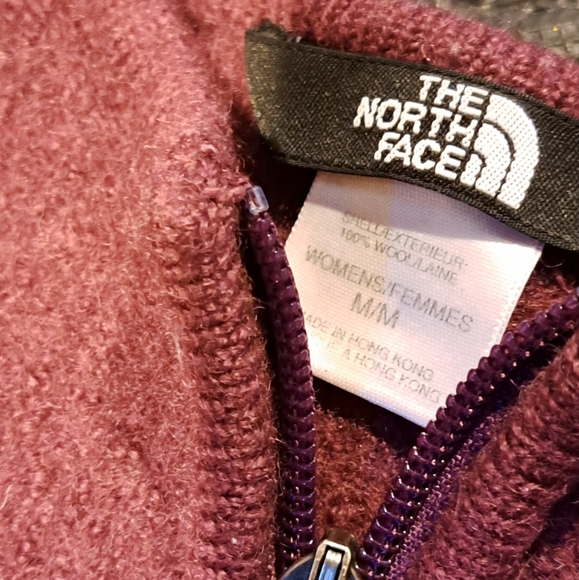 THE
NORTH
FACE
SHELL/EXTERIEUR:
100% WOOL/LAINE
WOMENS/FEMMES
M/M
MADE IN HONG KONG
A HONG KONG